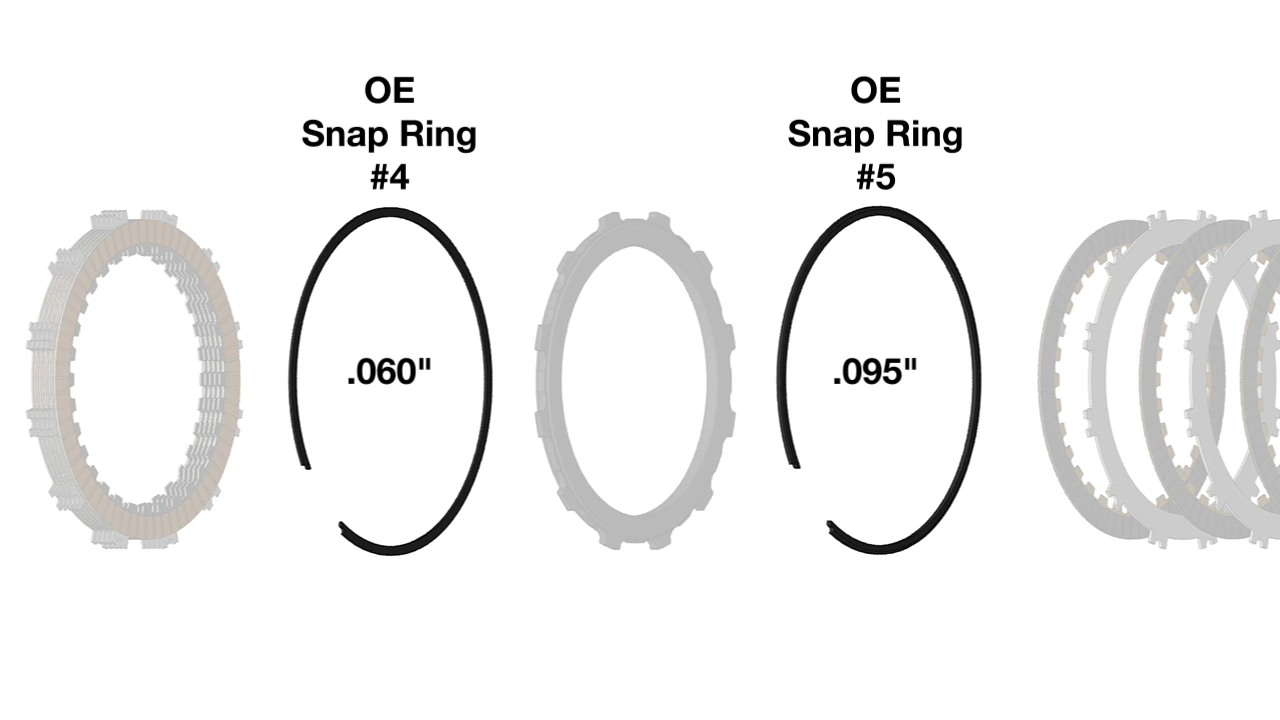 OE
Snap Ring
#4
.060"
OE
Snap Ring
#5
.095"